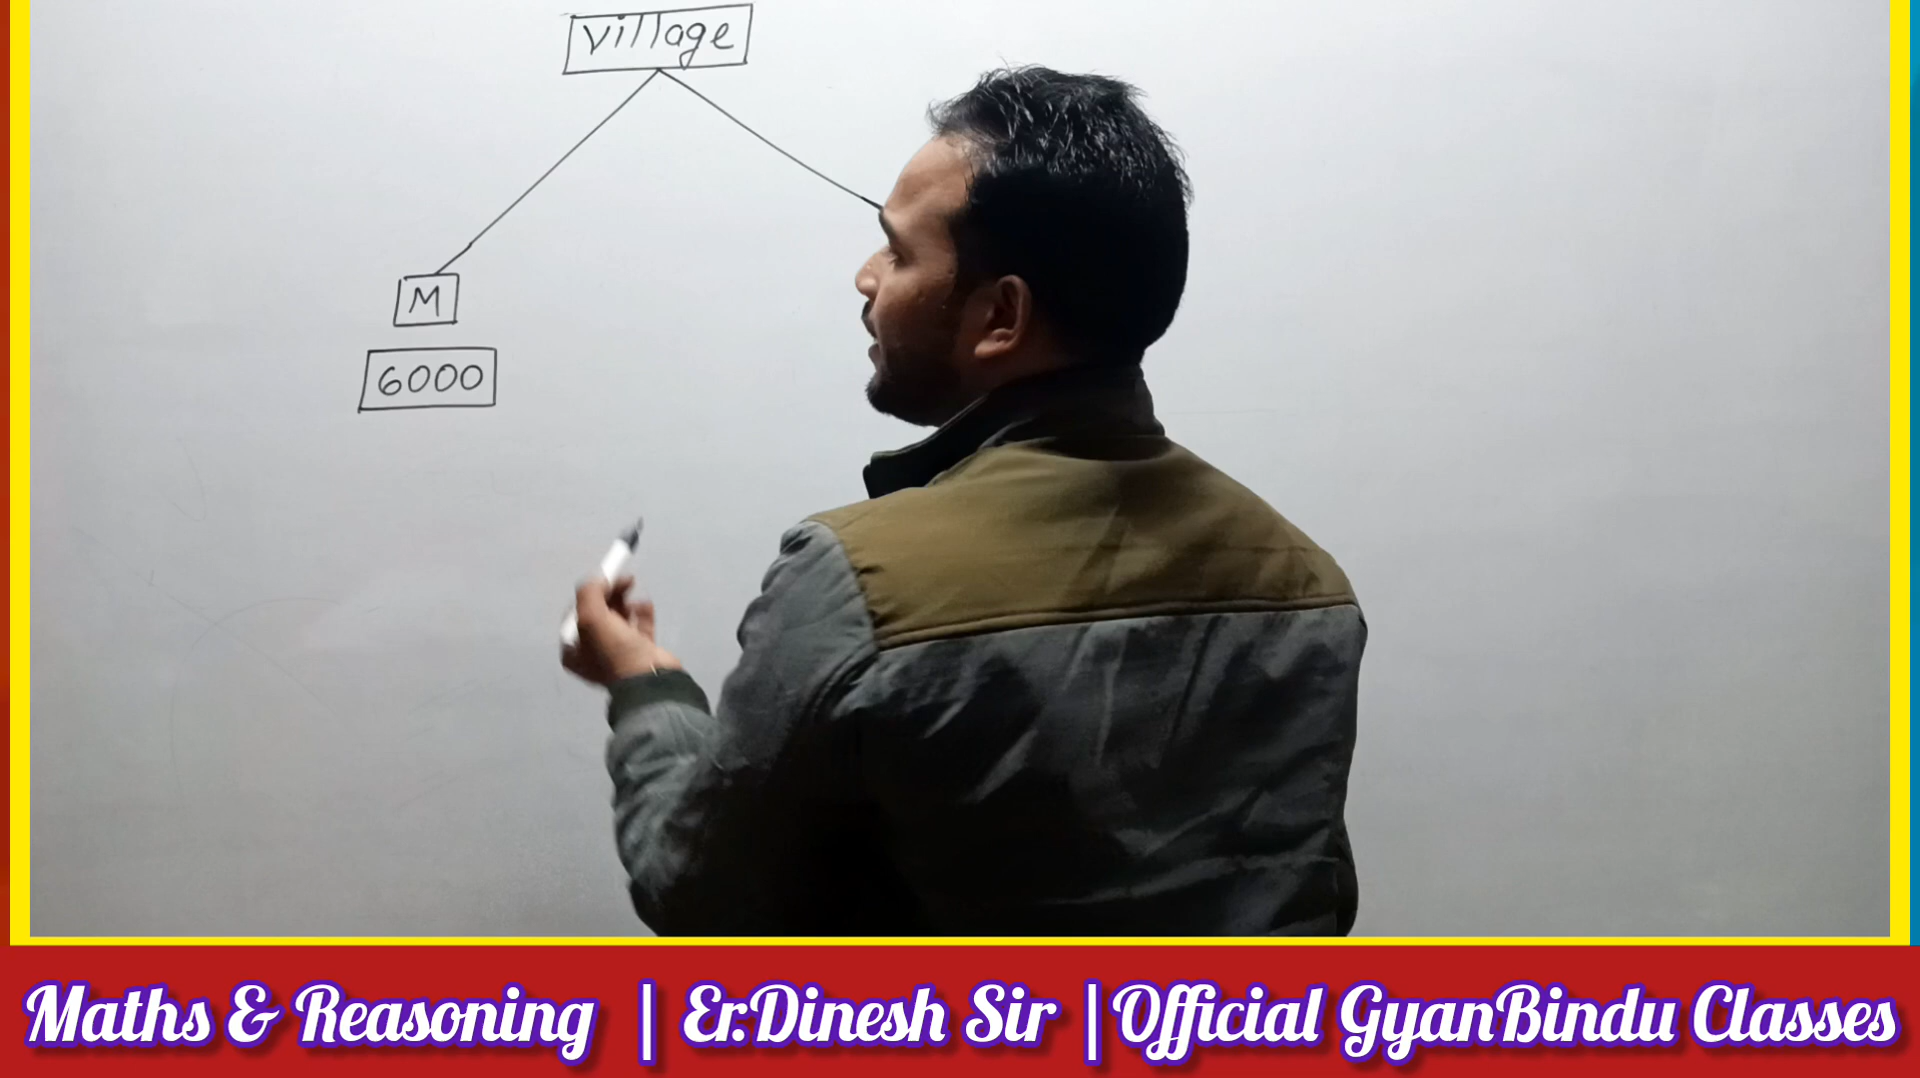 village
M
6000
Maths & Reasoning | Er.Dinesh Sir | Official GyanBindu Classes